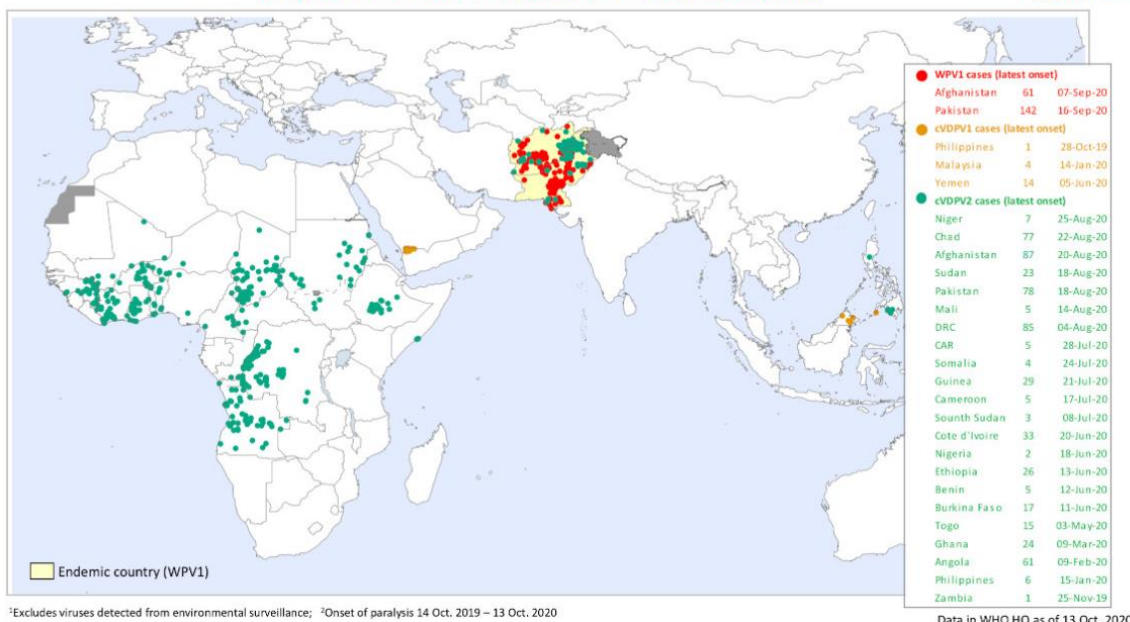 WPV1 cases (latest onset)
Afghanistan 61 07-Sep-20
Pakistan 142 16-Sep-20
cVDPV1 cases (latest onset)
Philippines 1 28-Oct-19
Malaysia 4 14-Jan-20
Yemen 14 05-Jun-20
cVDPV2 cases (latest onset)
Niger 7 25-Aug-20
Chad 77 22-Aug-20
Afghanistan 87 20-Aug-20
Sudan 23 18-Aug-20
Pakistan 78 18-Aug-20
Mali 5 14-Aug-20
DRC 85 04-Aug-20
CAR 5 28-Jul-20
Somalia 4 24-Jul-20
Guinea 29 21-Jul-20
Cameroon 5 17-Jul-20
Sounth Sudan 3 08-Jul-20
Cote d`Ivoire 33 20-Jun-20
Nigeria 2 18-Jun-20
Ethiopia 26 13-Jun-20
Benin 5 12-Jun-20
Burkina Faso 17 11-Jun-20
Togo 15 03-May-20
Ghana 24 09-Mar-20
Angola 61 09-Feb-20
Philippines 6 15-Jan-20
Zambia 1 25-Nov-19
Endemic country (WPV1)
¹Excludes viruses detected from environmental surveillance; ²Onset of paralysis 14 Oct. 2019 – 13 Oct. 2020
Data in WHO HQ as of 13 Oct. 2020